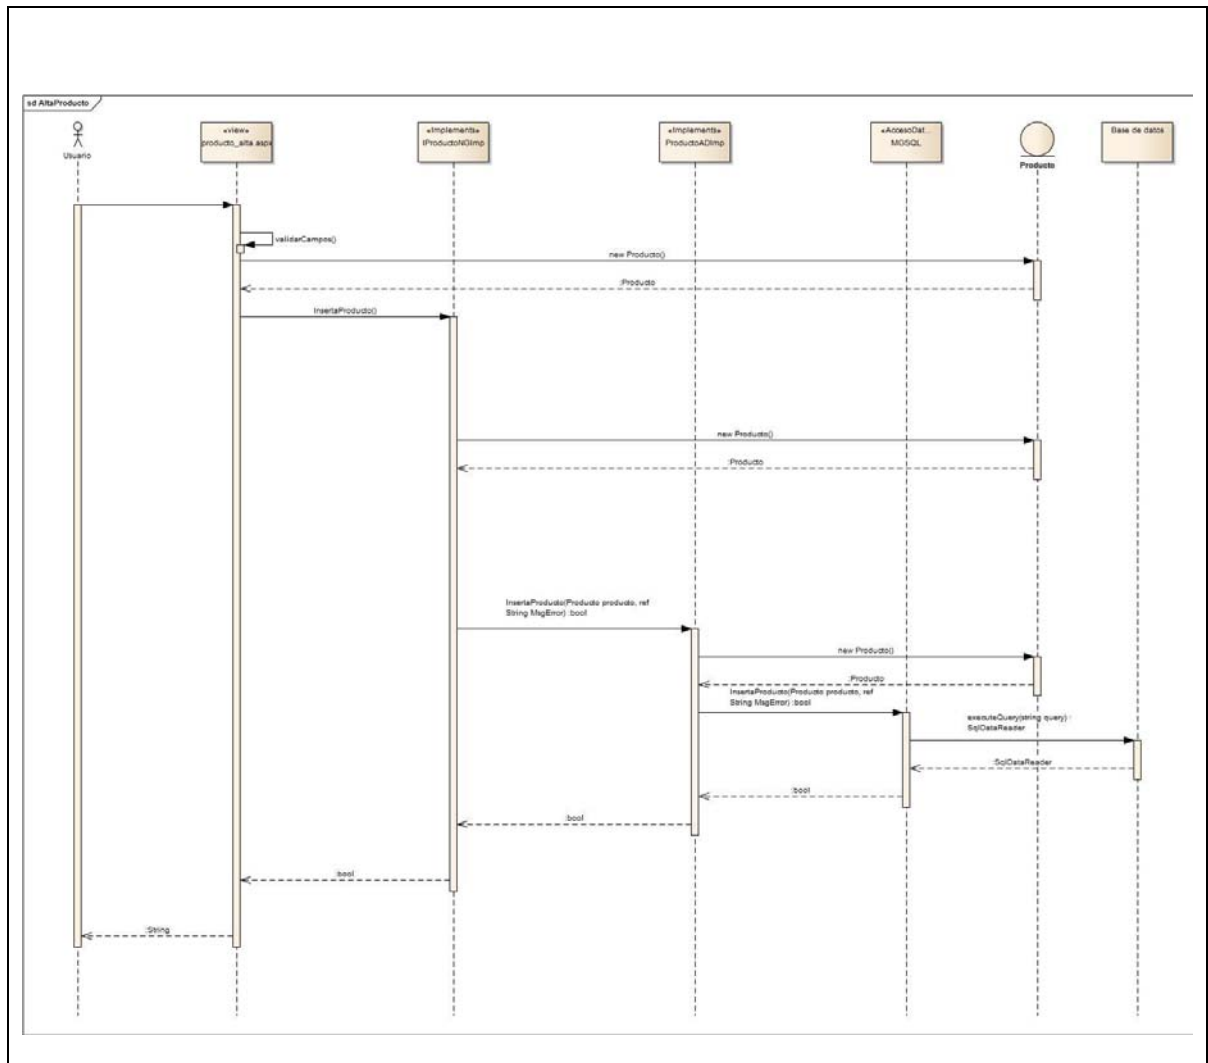 sd AltaProducto
Usuario
«view»
producto_alta.aspx
«Implements»
IProductoNGImp
«Implements»
ProductoADImp
«AccesoDat...
MGSQL
Producto
Base de datos
validarCampos()
new Producto()
:Producto
InsertaProducto()
new Producto()
:Producto
InsertaProducto(Producto producto, ref
String MsgError) :bool
new Producto()
:Producto
InsertaProducto(Producto producto, ref
String MsgError) :bool
executeQuery(string query) :
SqlDataReader
:SqlDataReader
:bool
:bool
:bool
:String